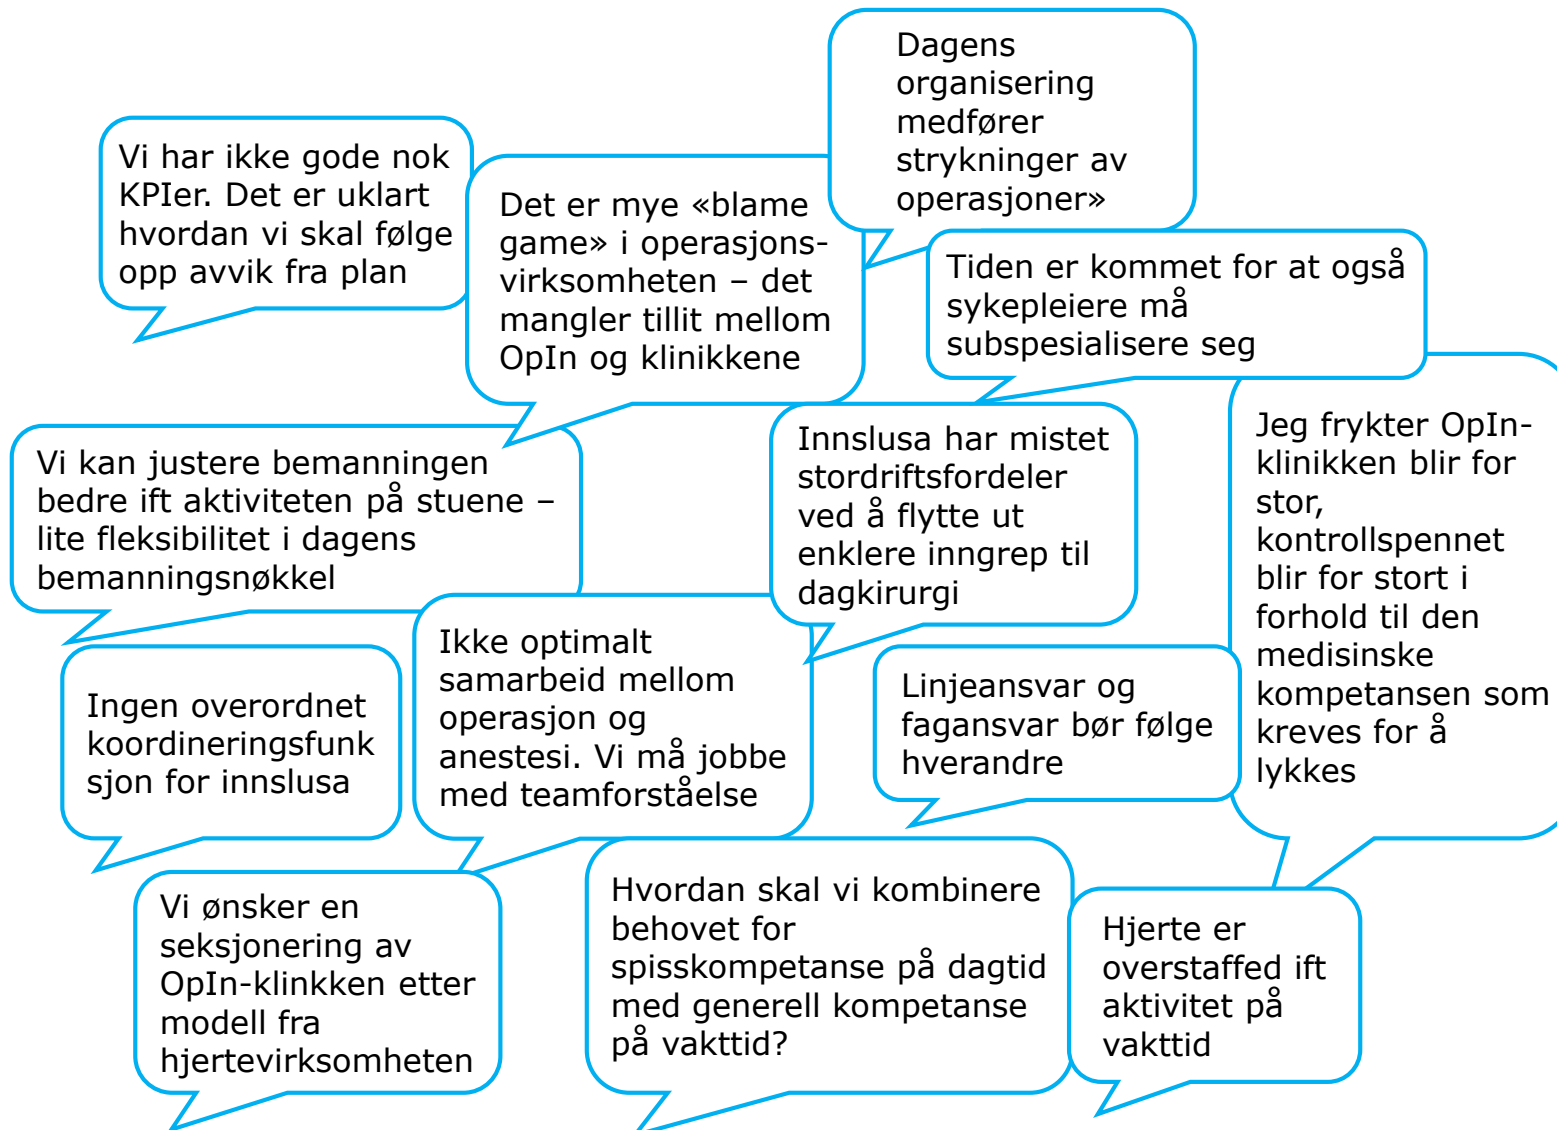 Dagens
organisering
medfører
strykninger av
operasjoner»
Vi har ikke gode nok
KPIer. Det er uklart
hvordan vi skal følge
opp avvik fra plan
Det er mye «blame
game» i operasjons-
virksomheten – det
mangler tillit mellom
OpIn og klinikkene
Tiden er kommet for at også
sykepleiere må
subspesialisere seg
Vi kan justere bemanningen
bedre ift aktiviteten på stuene –
lite fleksibilitet i dagens
bemanningsnøkkel
Innslusa har mistet
stordriftsfordeler
ved å flytte ut
enklere inngrep til
dagkirurgi
Jeg frykter OpIn-
klinikken blir for
stor,
kontrollspennet
blir for stort i
forhold til den
medisinske
kompetansen som
kreves for å
lykkes
Ingen overordnet
koordineringsfunk
sjon for innslusa
Ikke optimalt
samarbeid mellom
operasjon og
anestesi. Vi må jobbe
med teamforståelse
Linjeansvar og
fagansvar bør følge
hverandre
Vi ønsker en
seksjonering av
OpIn-klinkken etter
modell fra
hjertevirksomheten
Hvordan skal vi kombinere
behovet for
spisskompetanse på dagtid
med generell kompetanse
på vakttid?
Hjerte er
overstaffed ift
aktivitet på
vakttid